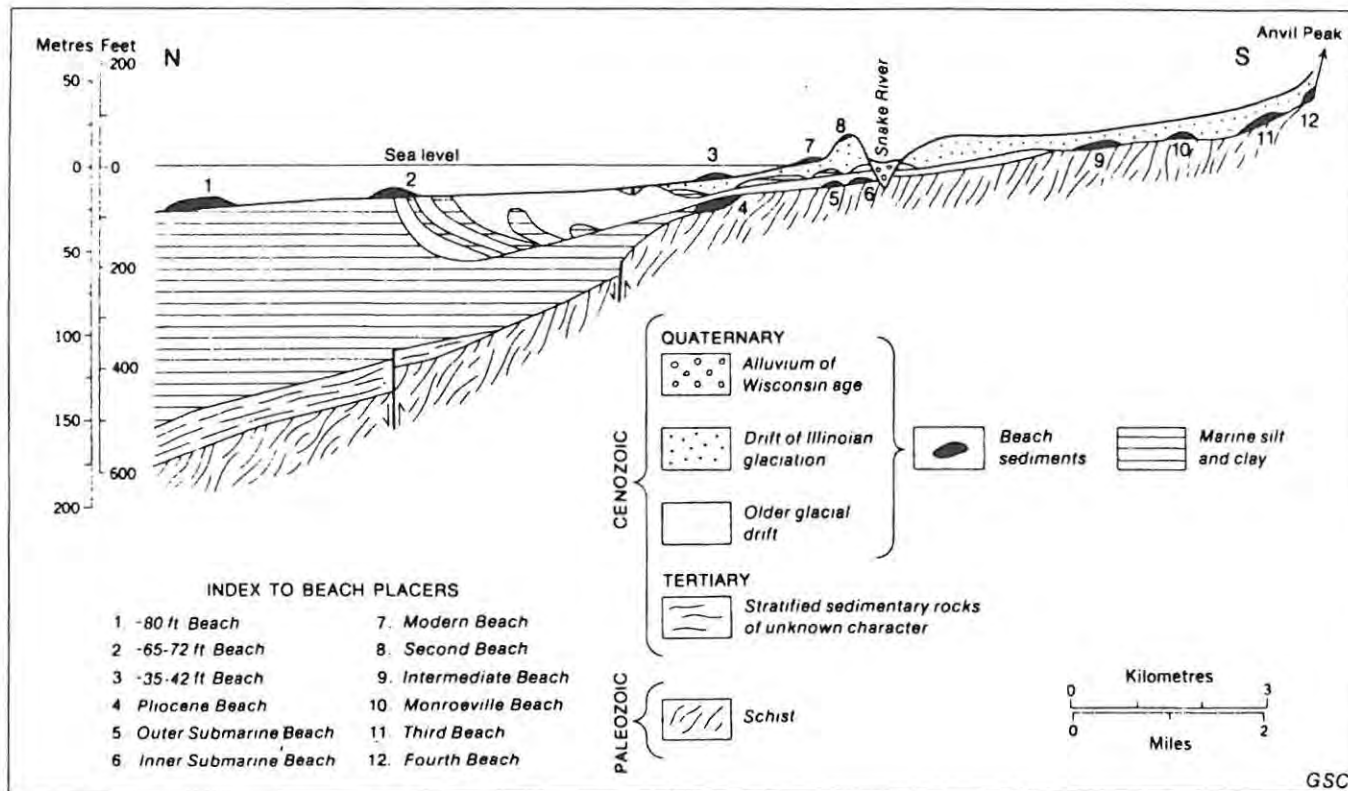 Metres Feet
N
S
Anvil Peak
200
50
0
0
50
200
100
400
150
600
200
Sea level
Snake River
1
2
3
4
5
6
7
8
9
10
11
12
QUATERNARY
Alluvium of
Wisconsin age
Drift of Illinoian
glaciation
Older glacial
drift
Beach
sediments
Marine silt
and clay
CENOZOIC
TERTIARY
Stratified sedimentary rocks
of unknown character
PALEOZOIC
Schist
INDEX TO BEACH PLACERS
1 -80 ft Beach
2 -65-72 ft Beach
3 -35-42 ft Beach
4 Pliocene Beach
5 Outer Submarine Beach
6 Inner Submarine Beach
7. Modern Beach
8. Second Beach
9. Intermediate Beach
10. Monroeville Beach
11. Third Beach
12. Fourth Beach
Kilometres
0 3
0 2
Miles
GSC